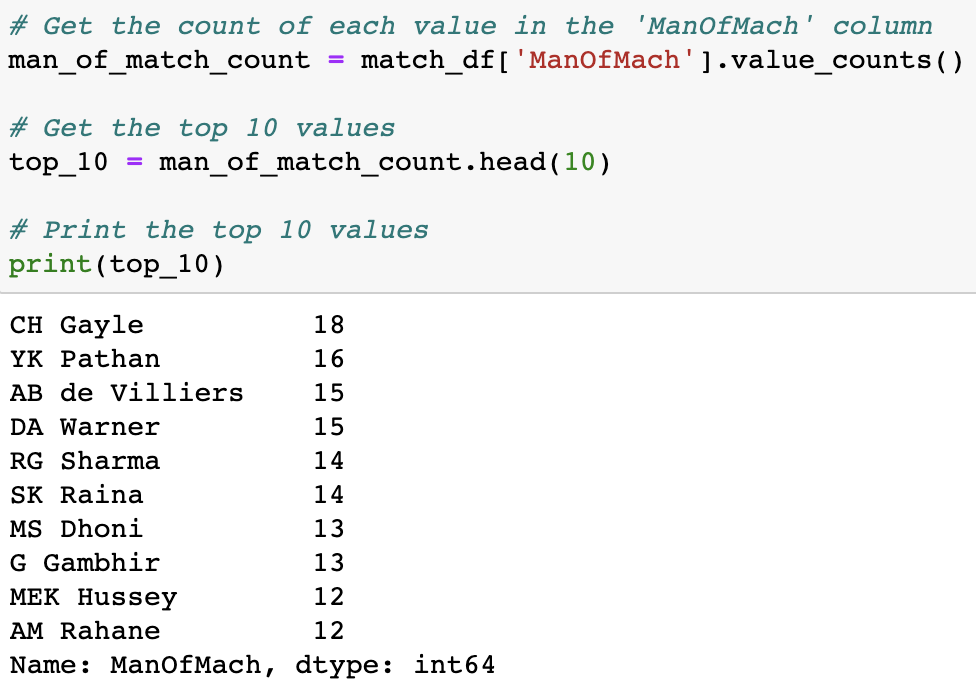 # Get the count of each value in the 'ManOfMach' column
man_of_match_count = match_df['ManOfMach'].value_counts()
# Get the top 10 values
top_10 = man_of_match_count.head(10)
# Print the top 10 values
print(top_10)
CH Gayle 18
YK Pathan 16
AB de Villiers 15
DA Warner 15
RG Sharma 14
SK Raina 14
MS Dhoni 13
G Gambhir 13
MEK Hussey 12
AM Rahane 12
Name: ManOfMach, dtype: int64